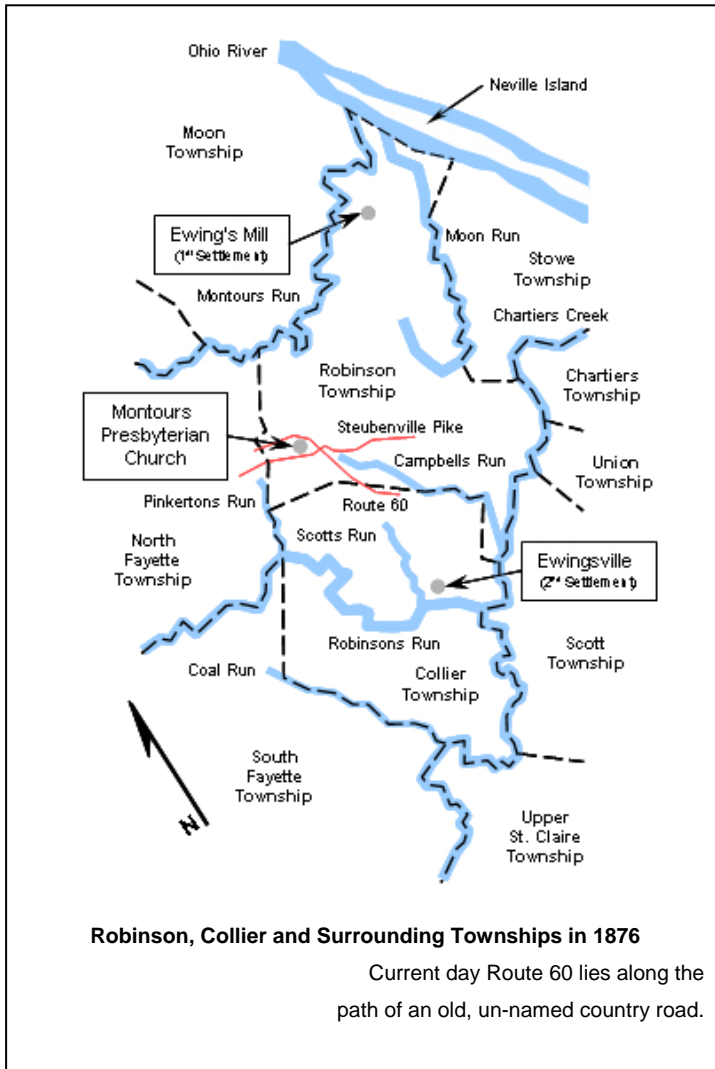 Ohio River
Neville Island
Moon
Township
Ewing's Mill
(1st Settlement)
Moon Run
Stowe
Township
Montours Run
Chartiers Creek
Robinson
Township
Chartiers
Township
Montours
Presbyterian
Church
Steubenville Pike
Campbells Run
Union
Township
Pinkertons Run
Route 60
North
Fayette
Township
Scotts Run
Ewingsville
(2nd Settlement)
Robinsons Run
Scott
Township
Coal Run
Collier
Township
South
Fayette
Township
N
Upper
St. Claire
Township
Robinson, Collier and Surrounding Townships in 1876
Current day Route 60 lies along the
path of an old, un-named country road.